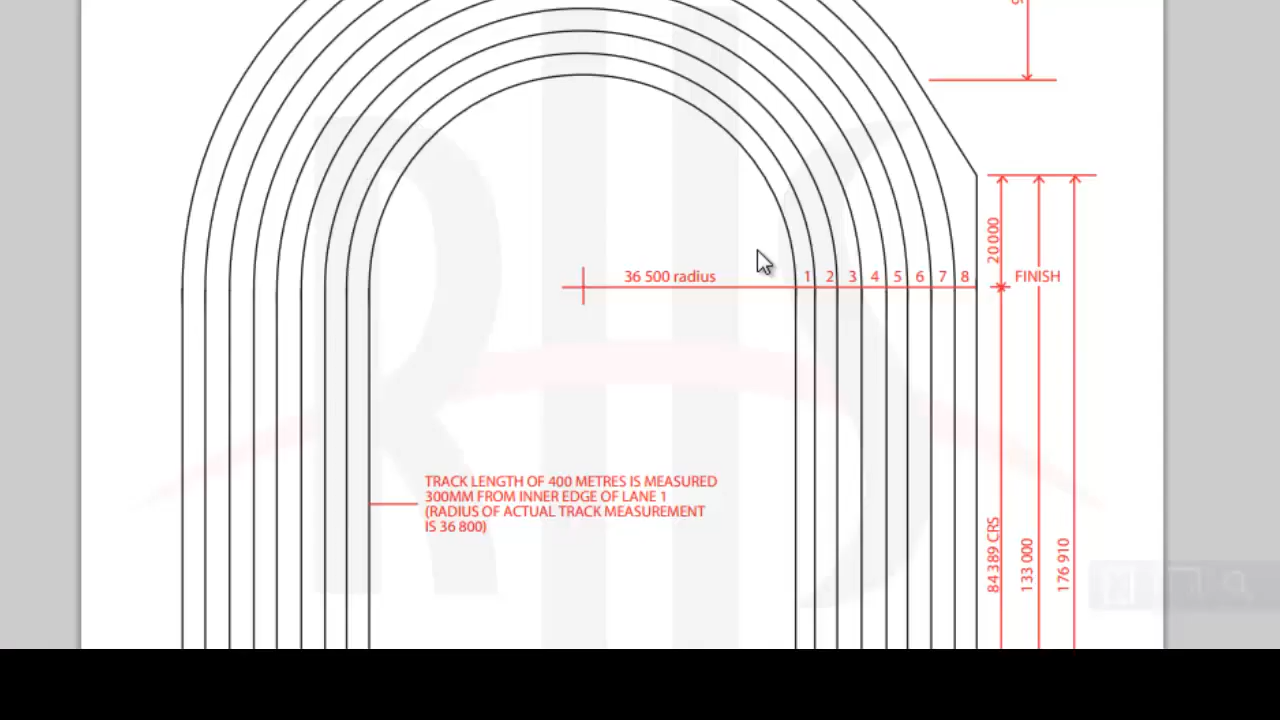 20 000
36 500 radius
1 2 3 4 5 6 7 8
FINISH
TRACK LENGTH OF 400 METRES IS MEASURED
300MM FROM INNER EDGE OF LANE 1
(RADIUS OF ACTUAL TRACK MEASUREMENT
IS 36 800)
84 389 CRS
133 000
176 910
RHS